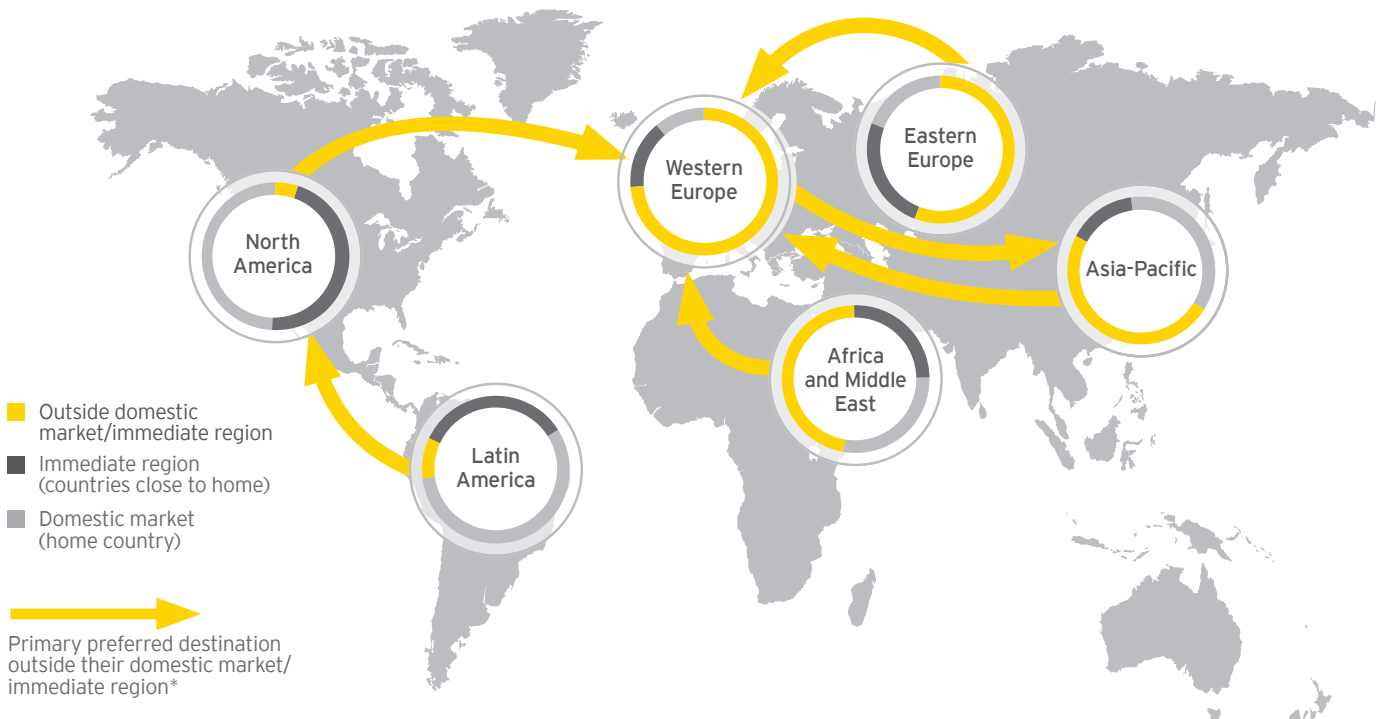 Eastern
Europe
Western
Europe
North
America
Asia-Pacific
Africa
and Middle
East
Latin
America
Outside domestic
market/immediate region
Immediate region
(countries close to home)
Domestic market
(home country)
Primary preferred destination
outside their domestic market/
immediate region*